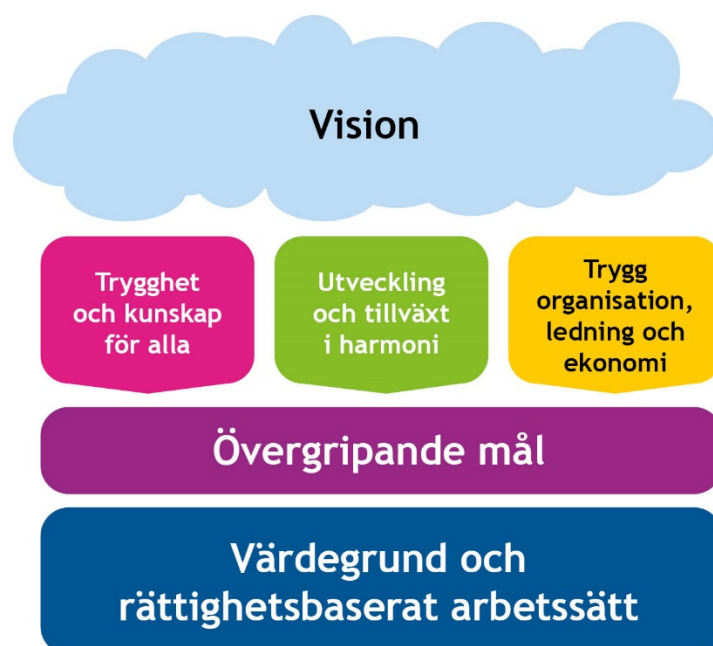 Vision
Trygghet
och kunskap
för alla
Utveckling
och tillväxt
i harmoni
Trygg
organisation,
ledning och
ekonomi
Övergripande mål
Värdegrund och
rättighetsbaserat arbetssätt